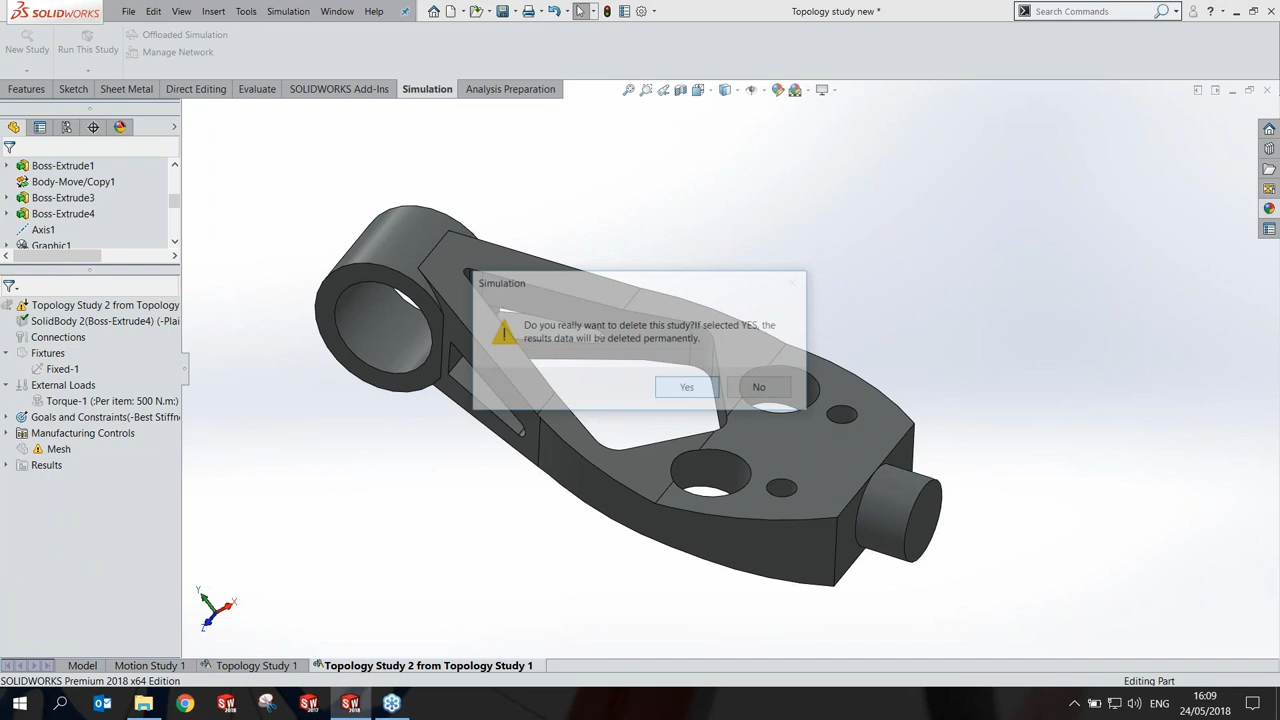 SOLIDWORKS
File Edit View Insert Tools Simulation Window Help
Topology study new *
Search Commands
New Study
Run This Study
Offloaded Simulation
Manage Network
Features Sketch Sheet Metal Direct Editing Evaluate SOLIDWORKS Add-Ins Simulation Analysis Preparation
Boss-Extrude1
Body-Move/Copy1
Boss-Extrude3
Boss-Extrude4
Axis1
Graphic1
Topology Study 2 from Topology
SolidBody 2(Boss-Extrude4) (-Plai
Connections
Fixtures
Fixed-1
External Loads
Torque-1 (:Per item: 500 N.m:)
Goals and Constraints(-Best Stiffn
Manufacturing Controls
Mesh
Results
Simulation
Do you really want to delete this study?If selected YES, the
results data will be deleted permanently.
Yes No
Y
X
Z
Model Motion Study 1 Topology Study 1 Topology Study 2 from Topology Study 1
SOLIDWORKS Premium 2018 x64 Edition
Editing Part
ENG
16:09
24/05/2018